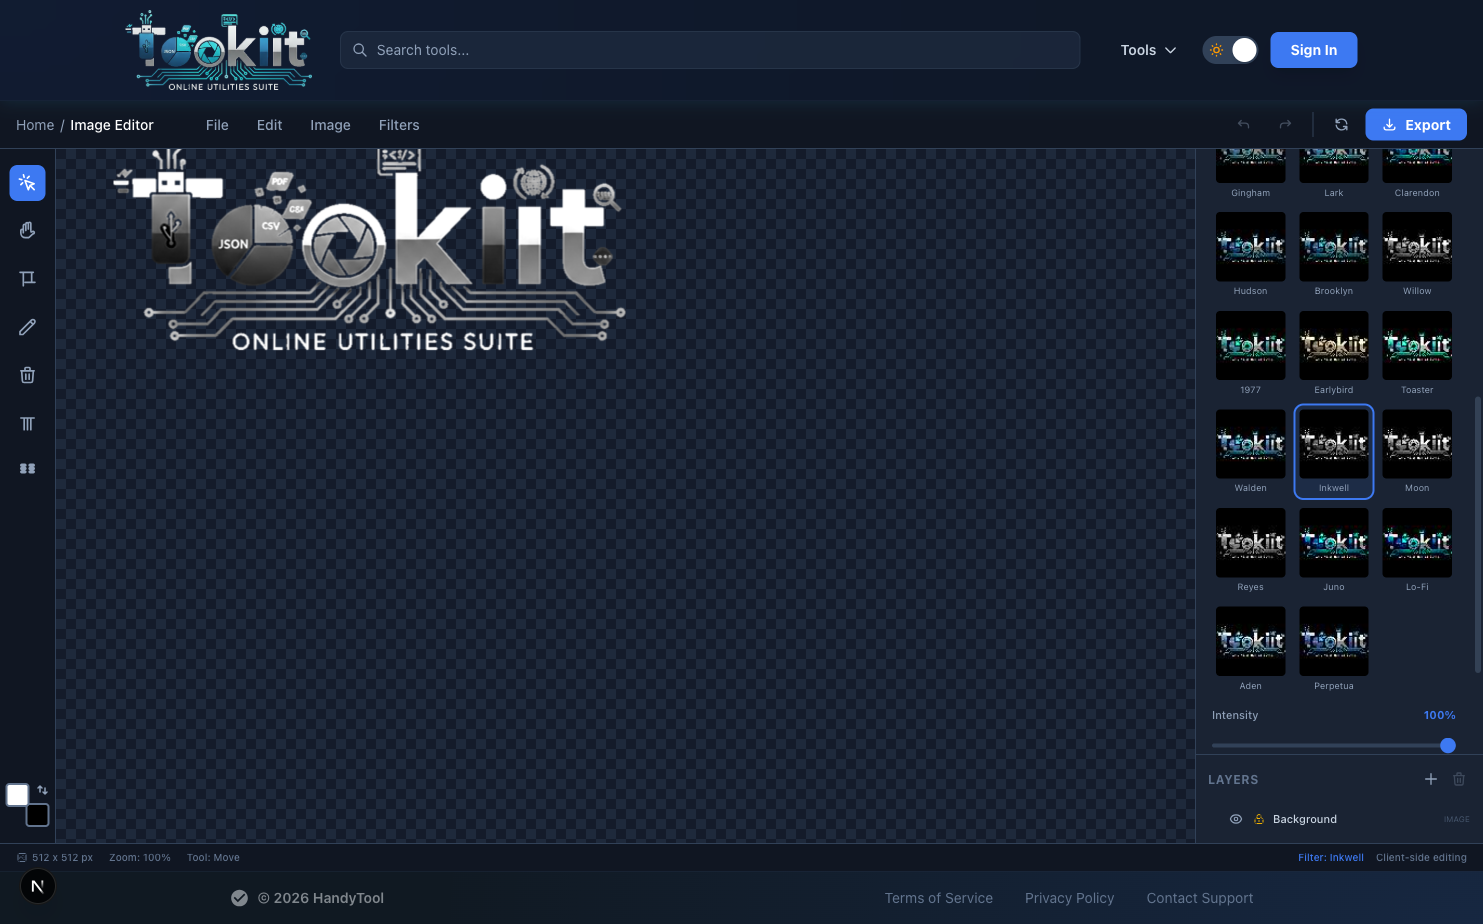 Tookiit
ONLINE UTILITIES SUITE
Search tools...
Tools
Sign In
Home / Image Editor
File
Edit
Image
Filters
Export
PDF
CSV
CSV
JSON
Tookiit
ONLINE UTILITIES SUITE
Gingham
Lark
Clarendon
Hudson
Brooklyn
Willow
1977
Earlybird
Toaster
Walden
Inkwell
Moon
Reyes
Juno
Lo-Fi
Aden
Perpetua
Intensity
100%
LAYERS
Background
IMAGE
512 x 512 px
Zoom: 100%
Tool: Move
Filter: Inkwell
Client-side editing
N
© 2026 HandyTool
Terms of Service
Privacy Policy
Contact Support